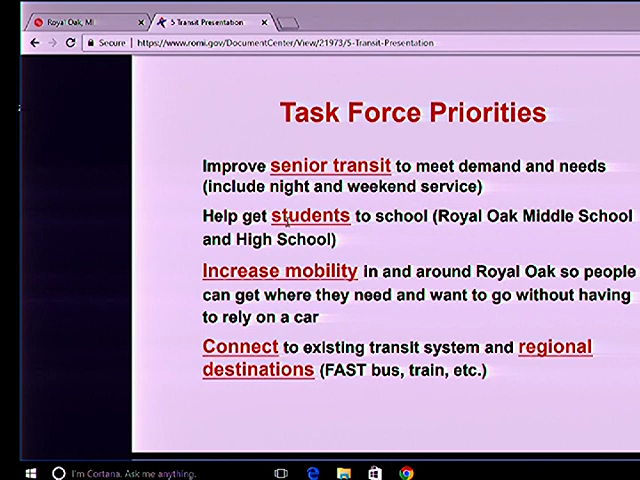 Royal Oak, MI
5 Transit Presentation
Secure
https://www.romi.gov/DocumentCenter/View/21973/5-Transit-Presentation
Task Force Priorities
Improve senior transit to meet demand and needs
(include night and weekend service)
Help get students to school (Royal Oak Middle School
and High School)
Increase mobility in and around Royal Oak so people
can get where they need and want to go without having
to rely on a car
Connect to existing transit system and regional
destinations (FAST bus, train, etc.)
I'm Cortana. Ask me anything.